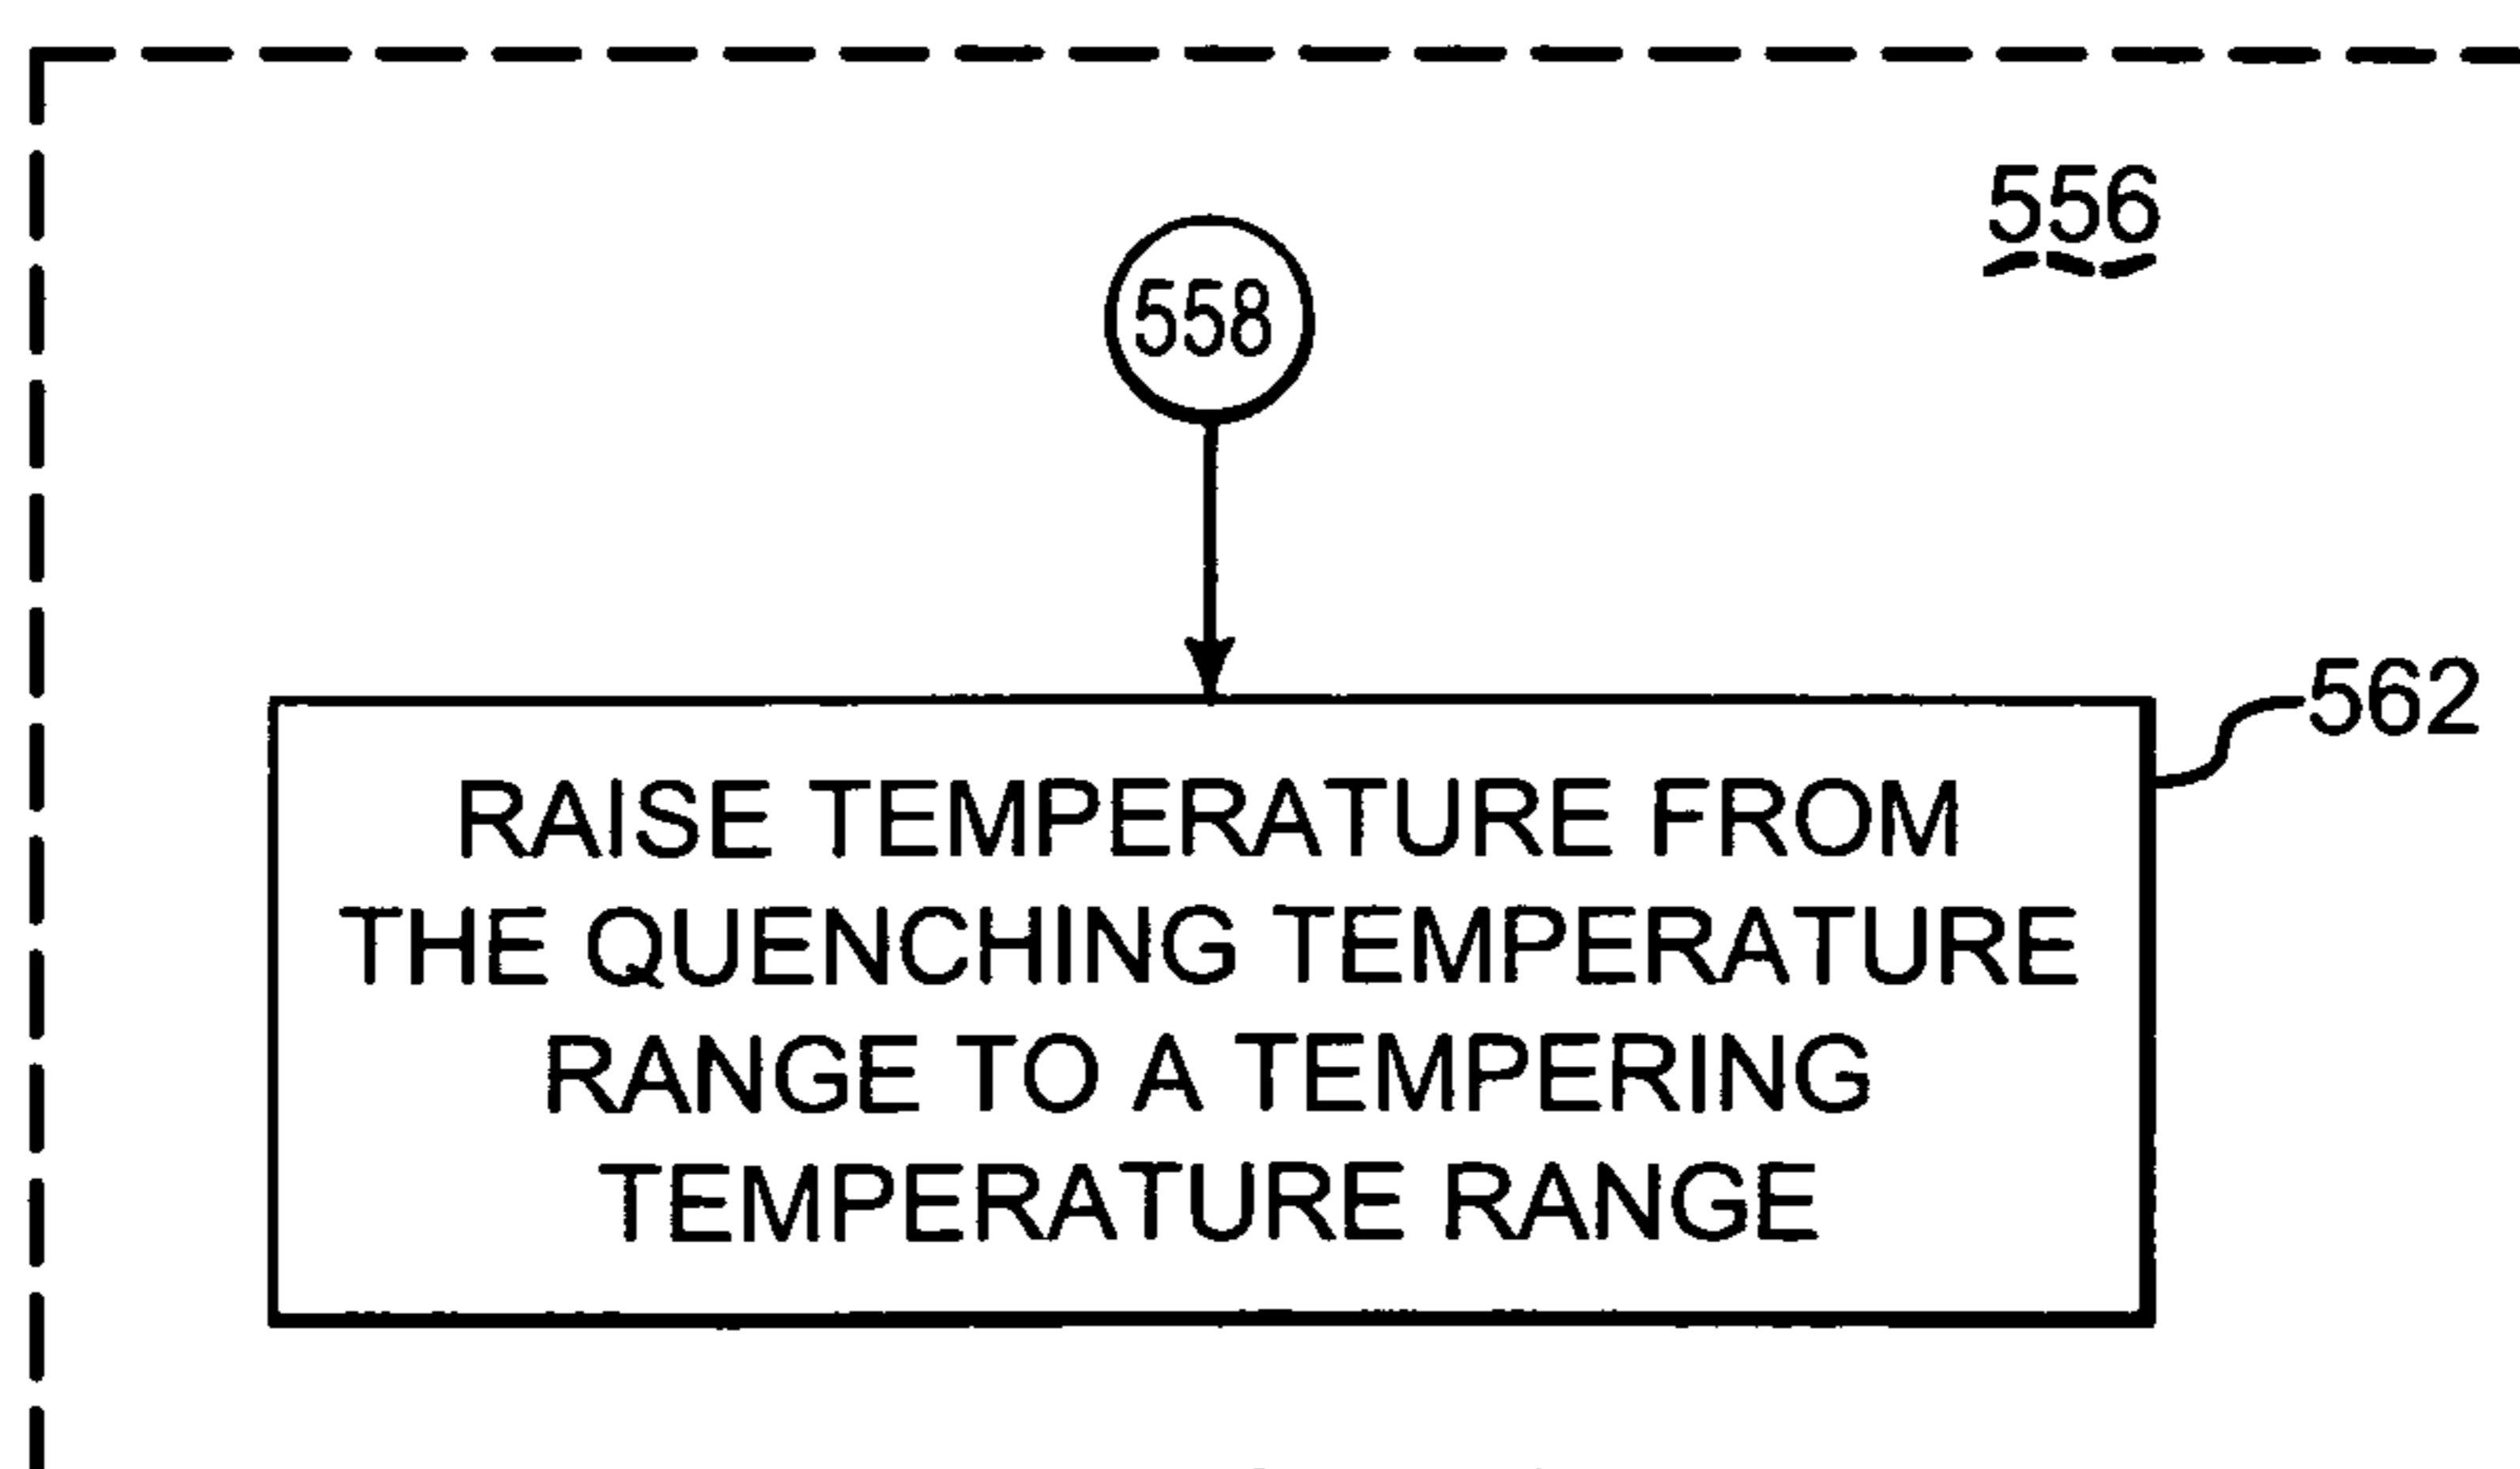 556
558
562
RAISE TEMPERATURE FROM
THE QUENCHING TEMPERATURE
RANGE TO A TEMPERING
TEMPERATURE RANGE